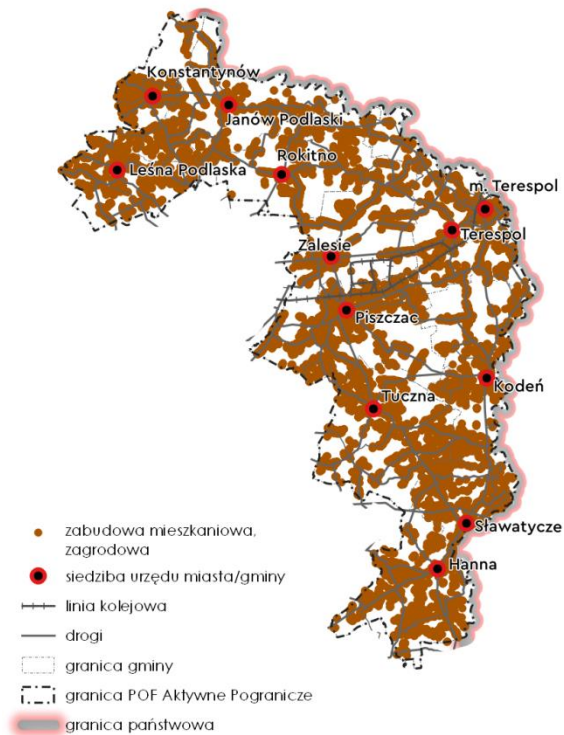 Konstantynów
Janów Podlaski
Rokitno
Leśna Podlaska
m. Terespol
Terespol
Zalesie
Piszczac
Kodeń
Tuczna
Sławatycze
Hanna
zabudowa mieszkaniowa,
zagrodowa
siedziba urzędu miasta/gminy
linia kolejowa
drogi
granica gminy
granica POF Aktywne Pogranicze
granica państwowa